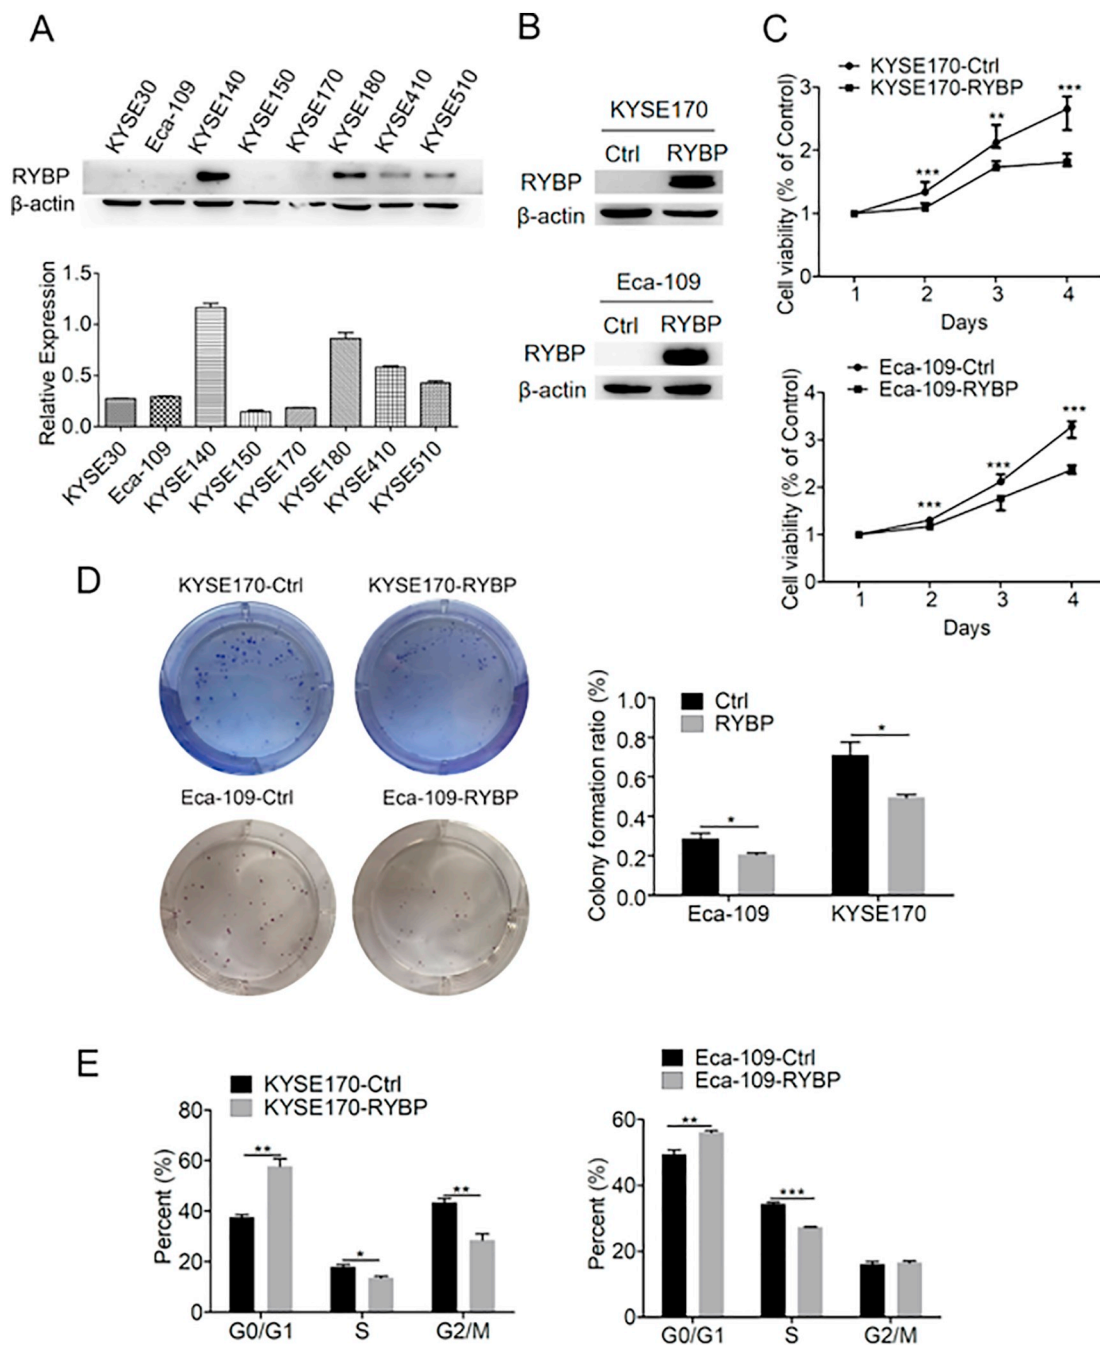 A
KYSE30
Eca-109
KYSE140
KYSE150
KYSE170
KYSE180
KYSE410
KYSE510
RYBP
β-actin
Relative Expression
1.5
1.0
0.5
0.0
KYSE30
Eca-109
KYSE140
KYSE150
KYSE170
KYSE180
KYSE410
KYSE510
B
KYSE170
Ctrl RYBP
RYBP
β-actin
Eca-109
Ctrl RYBP
RYBP
β-actin
C
KYSE170-Ctrl
KYSE170-RYBP
Cell viability (% of Control)
3
2
1
0
***
**
***
1 2 3 4
Days
Eca-109-Ctrl
Eca-109-RYBP
Cell viability (% of Control)
4
3
2
1
0
***
***
***
1 2 3 4
Days
D
KYSE170-Ctrl KYSE170-RYBP
Eca-109-Ctrl Eca-109-RYBP
Colony formation ratio (%)
1.0
0.8
0.6
0.4
0.2
0.0
Ctrl
RYBP
*
*
Eca-109 KYSE170
E
KYSE170-Ctrl
KYSE170-RYBP
Percent (%)
80
60
40
20
0
**
*
**
G0/G1 S G2/M
Eca-109-Ctrl
Eca-109-RYBP
Percent (%)
60
40
20
0
**
***
G0/G1 S G2/M